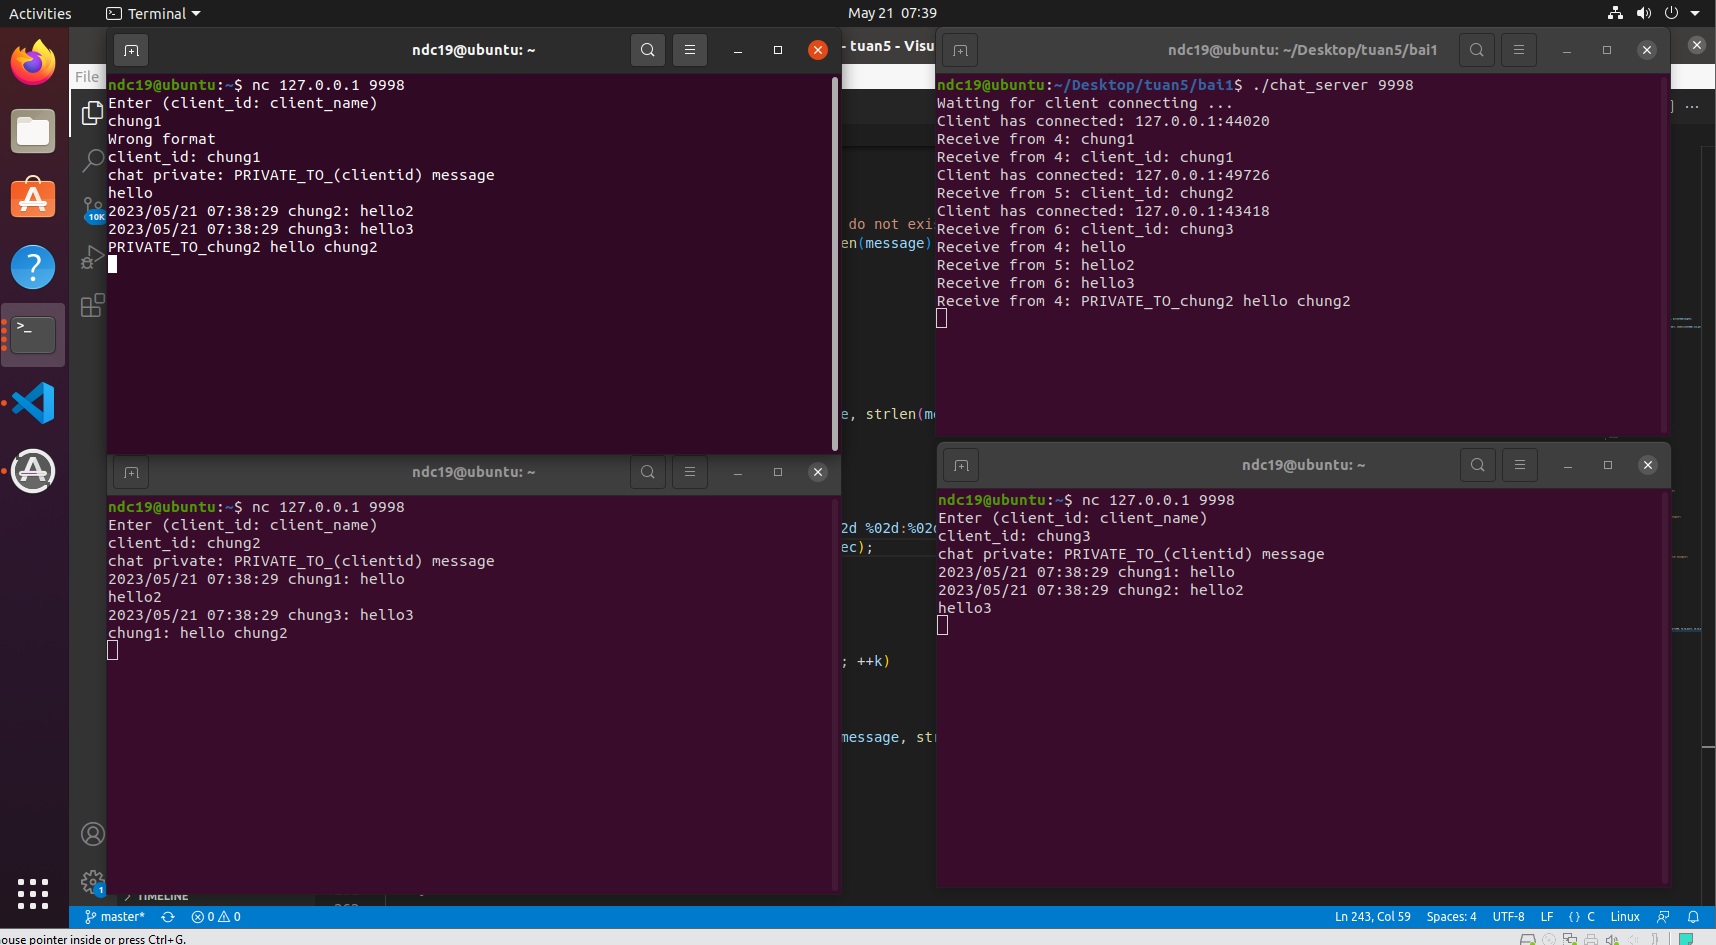 Activities
Terminal
May 21 07:39
ndc19@ubuntu: ~
ndc19@ubuntu:~$ nc 127.0.0.1 9998
Enter (client_id: client_name)
chung1
Wrong format
client_id: chung1
chat private: PRIVATE_TO_(clientid) message
hello
2023/05/21 07:38:29 chung2: hello2
2023/05/21 07:38:29 chung3: hello3
PRIVATE_TO_chung2 hello chung2
- tuan5 - Visu
ndc19@ubuntu: ~/Desktop/tuan5/bai1
ndc19@ubuntu:~/Desktop/tuan5/bai1$ ./chat_server 9998
Waiting for client connecting ...
Client has connected: 127.0.0.1:44020
Receive from 4: chung1
Receive from 4: client_id: chung1
Client has connected: 127.0.0.1:49726
Receive from 5: client_id: chung2
Client has connected: 127.0.0.1:43418
Receive from 6: client_id: chung3
Receive from 4: hello
Receive from 5: hello2
Receive from 6: hello3
Receive from 4: PRIVATE_TO_chung2 hello chung2
ndc19@ubuntu: ~
ndc19@ubuntu:~$ nc 127.0.0.1 9998
Enter (client_id: client_name)
client_id: chung2
chat private: PRIVATE_TO_(clientid) message
2023/05/21 07:38:29 chung1: hello
hello2
2023/05/21 07:38:29 chung3: hello3
chung1: hello chung2
ndc19@ubuntu: ~
ndc19@ubuntu:~$ nc 127.0.0.1 9998
Enter (client_id: client_name)
client_id: chung3
chat private: PRIVATE_TO_(clientid) message
2023/05/21 07:38:29 chung1: hello
2023/05/21 07:38:29 chung2: hello2
hello3
File
10K
do not exi
en(message)
e, strlen(m
2d %02d:%02d
ec);
; ++k)
message, str
1
TIMELINE
master*
0 0
Ln 243, Col 59
Spaces: 4
UTF-8
LF
{ } C
Linux
ouse pointer inside or press Ctrl+G.